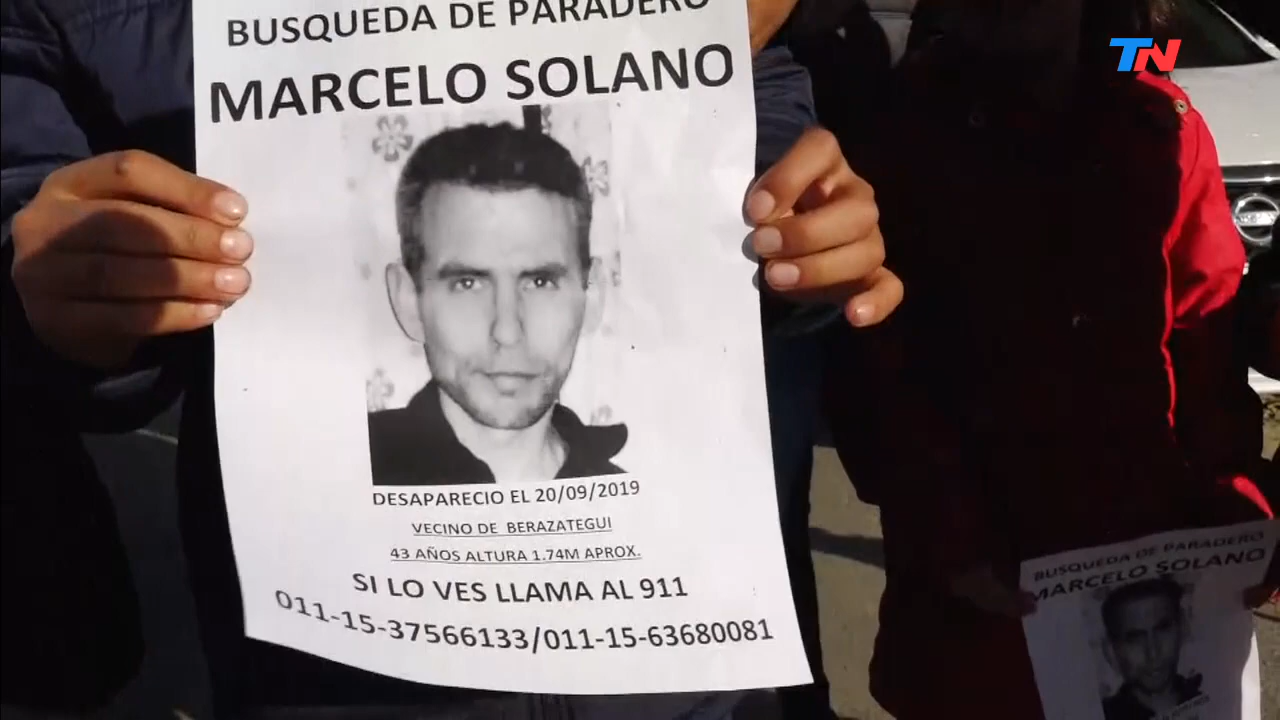 BUSQUEDA DE PARADERO
MARCELO SOLANO
DESAPARECIO EL 20/09/2019
VECINO DE BERAZATEGUI
43 AÑOS ALTURA 1.74M APROX.
SI LO VES LLAMA AL 911
011-15-37566133/011-15-63680081
TN
BUSQUEDA DE PARADERO
MARCELO SOLANO